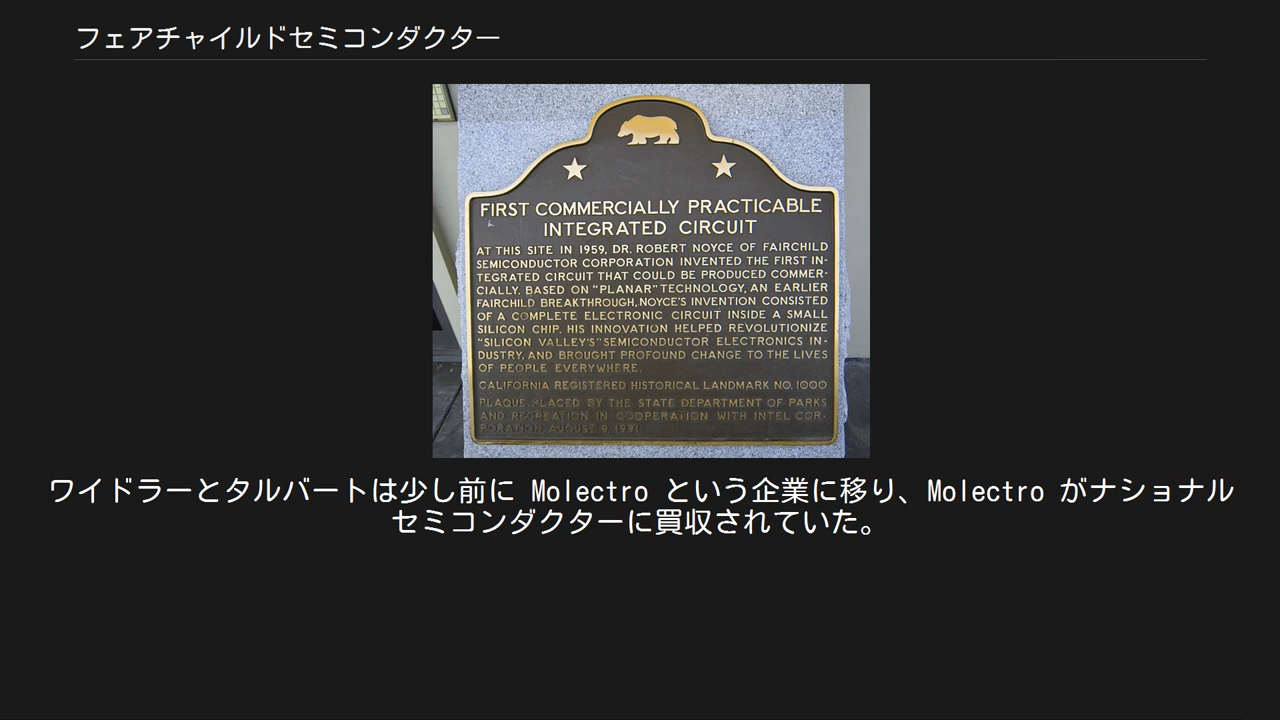 フェアチャイルドセミコンダクター
FIRST COMMERCIALLY PRACTICABLE
INTEGRATED CIRCUIT
AT THIS SITE IN 1959, DR. ROBERT NOYCE OF FAIRCHILD
SEMICONDUCTOR CORPORATION INVENTED THE FIRST IN-
TEGRATED CIRCUIT THAT COULD BE PRODUCED COMMER-
CIALLY. BASED ON "PLANAR" TECHNOLOGY, AN EARLIER
FAIRCHILD BREAKTHROUGH, NOYCE'S INVENTION CONSISTED
OF A COMPLETE ELECTRONIC CIRCUIT INSIDE A SMALL
SILICON CHIP. HIS INNOVATION HELPED REVOLUTIONIZE
"SILICON VALLEY'S" SEMICONDUCTOR ELECTRONICS IN-
DUSTRY, AND BROUGHT PROFOUND CHANGE TO THE LIVES
OF PEOPLE EVERYWHERE.
CALIFORNIA REGISTERED HISTORICAL LANDMARK NO. 1000
PLAQUE PLACED BY THE STATE DEPARTMENT OF PARKS
AND RECREATION IN COOPERATION WITH INTEL COR-
PORATION, AUGUST 9, 1991.
ワイドラーとタルバートは少し前に Molectro という企業に移り、Molectro がナショナル
セミコンダクターに買収されていた。